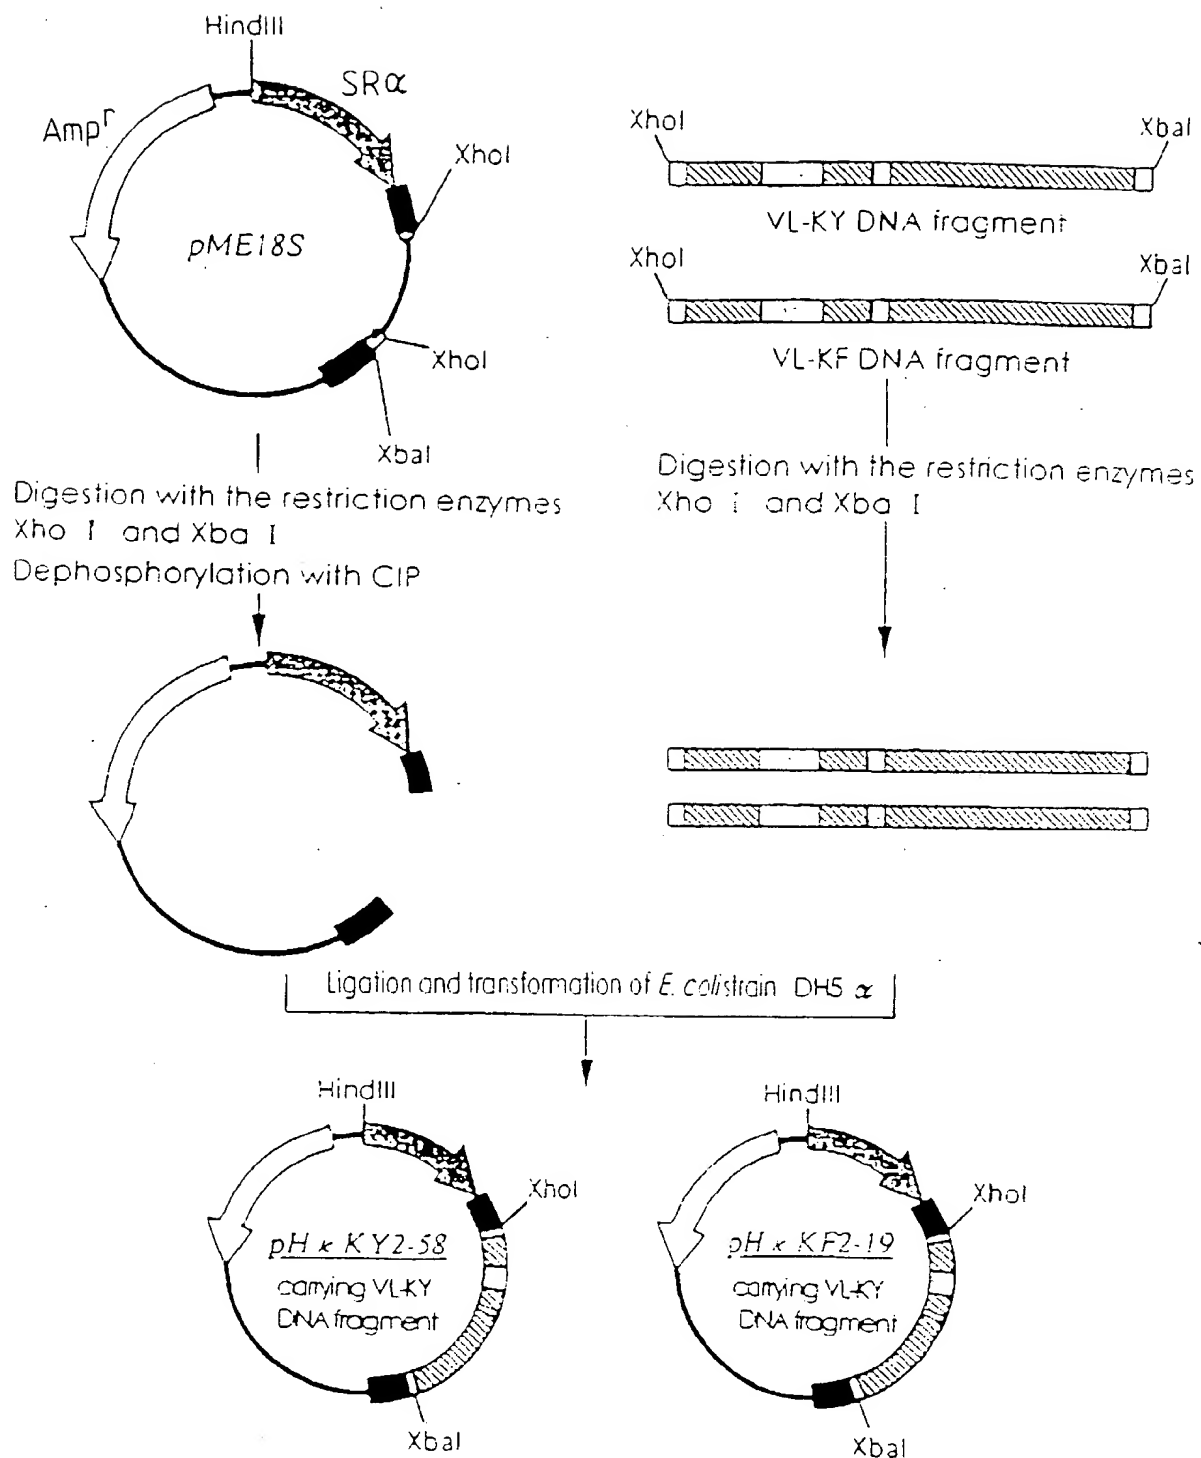 HindIII
SRα
Amp^r
XhoI
pME18S
XhoI
XbaI
XhoI
XbaI
VL-KY DNA fragment
XhoI
XbaI
VL-KF DNA fragment
Digestion with the restriction enzymes
Xho I and Xba I
Dephosphorylation with CIP
Digestion with the restriction enzymes
Xho I and Xba I
Ligation and transformation of E. colistrain DH5 α
HindIII
XhoI
pH κ KY2-58
carrying VL-KY
DNA fragment
XbaI
HindIII
XhoI
pH κ KF2-19
carrying VL-KY
DNA fragment
XbaI